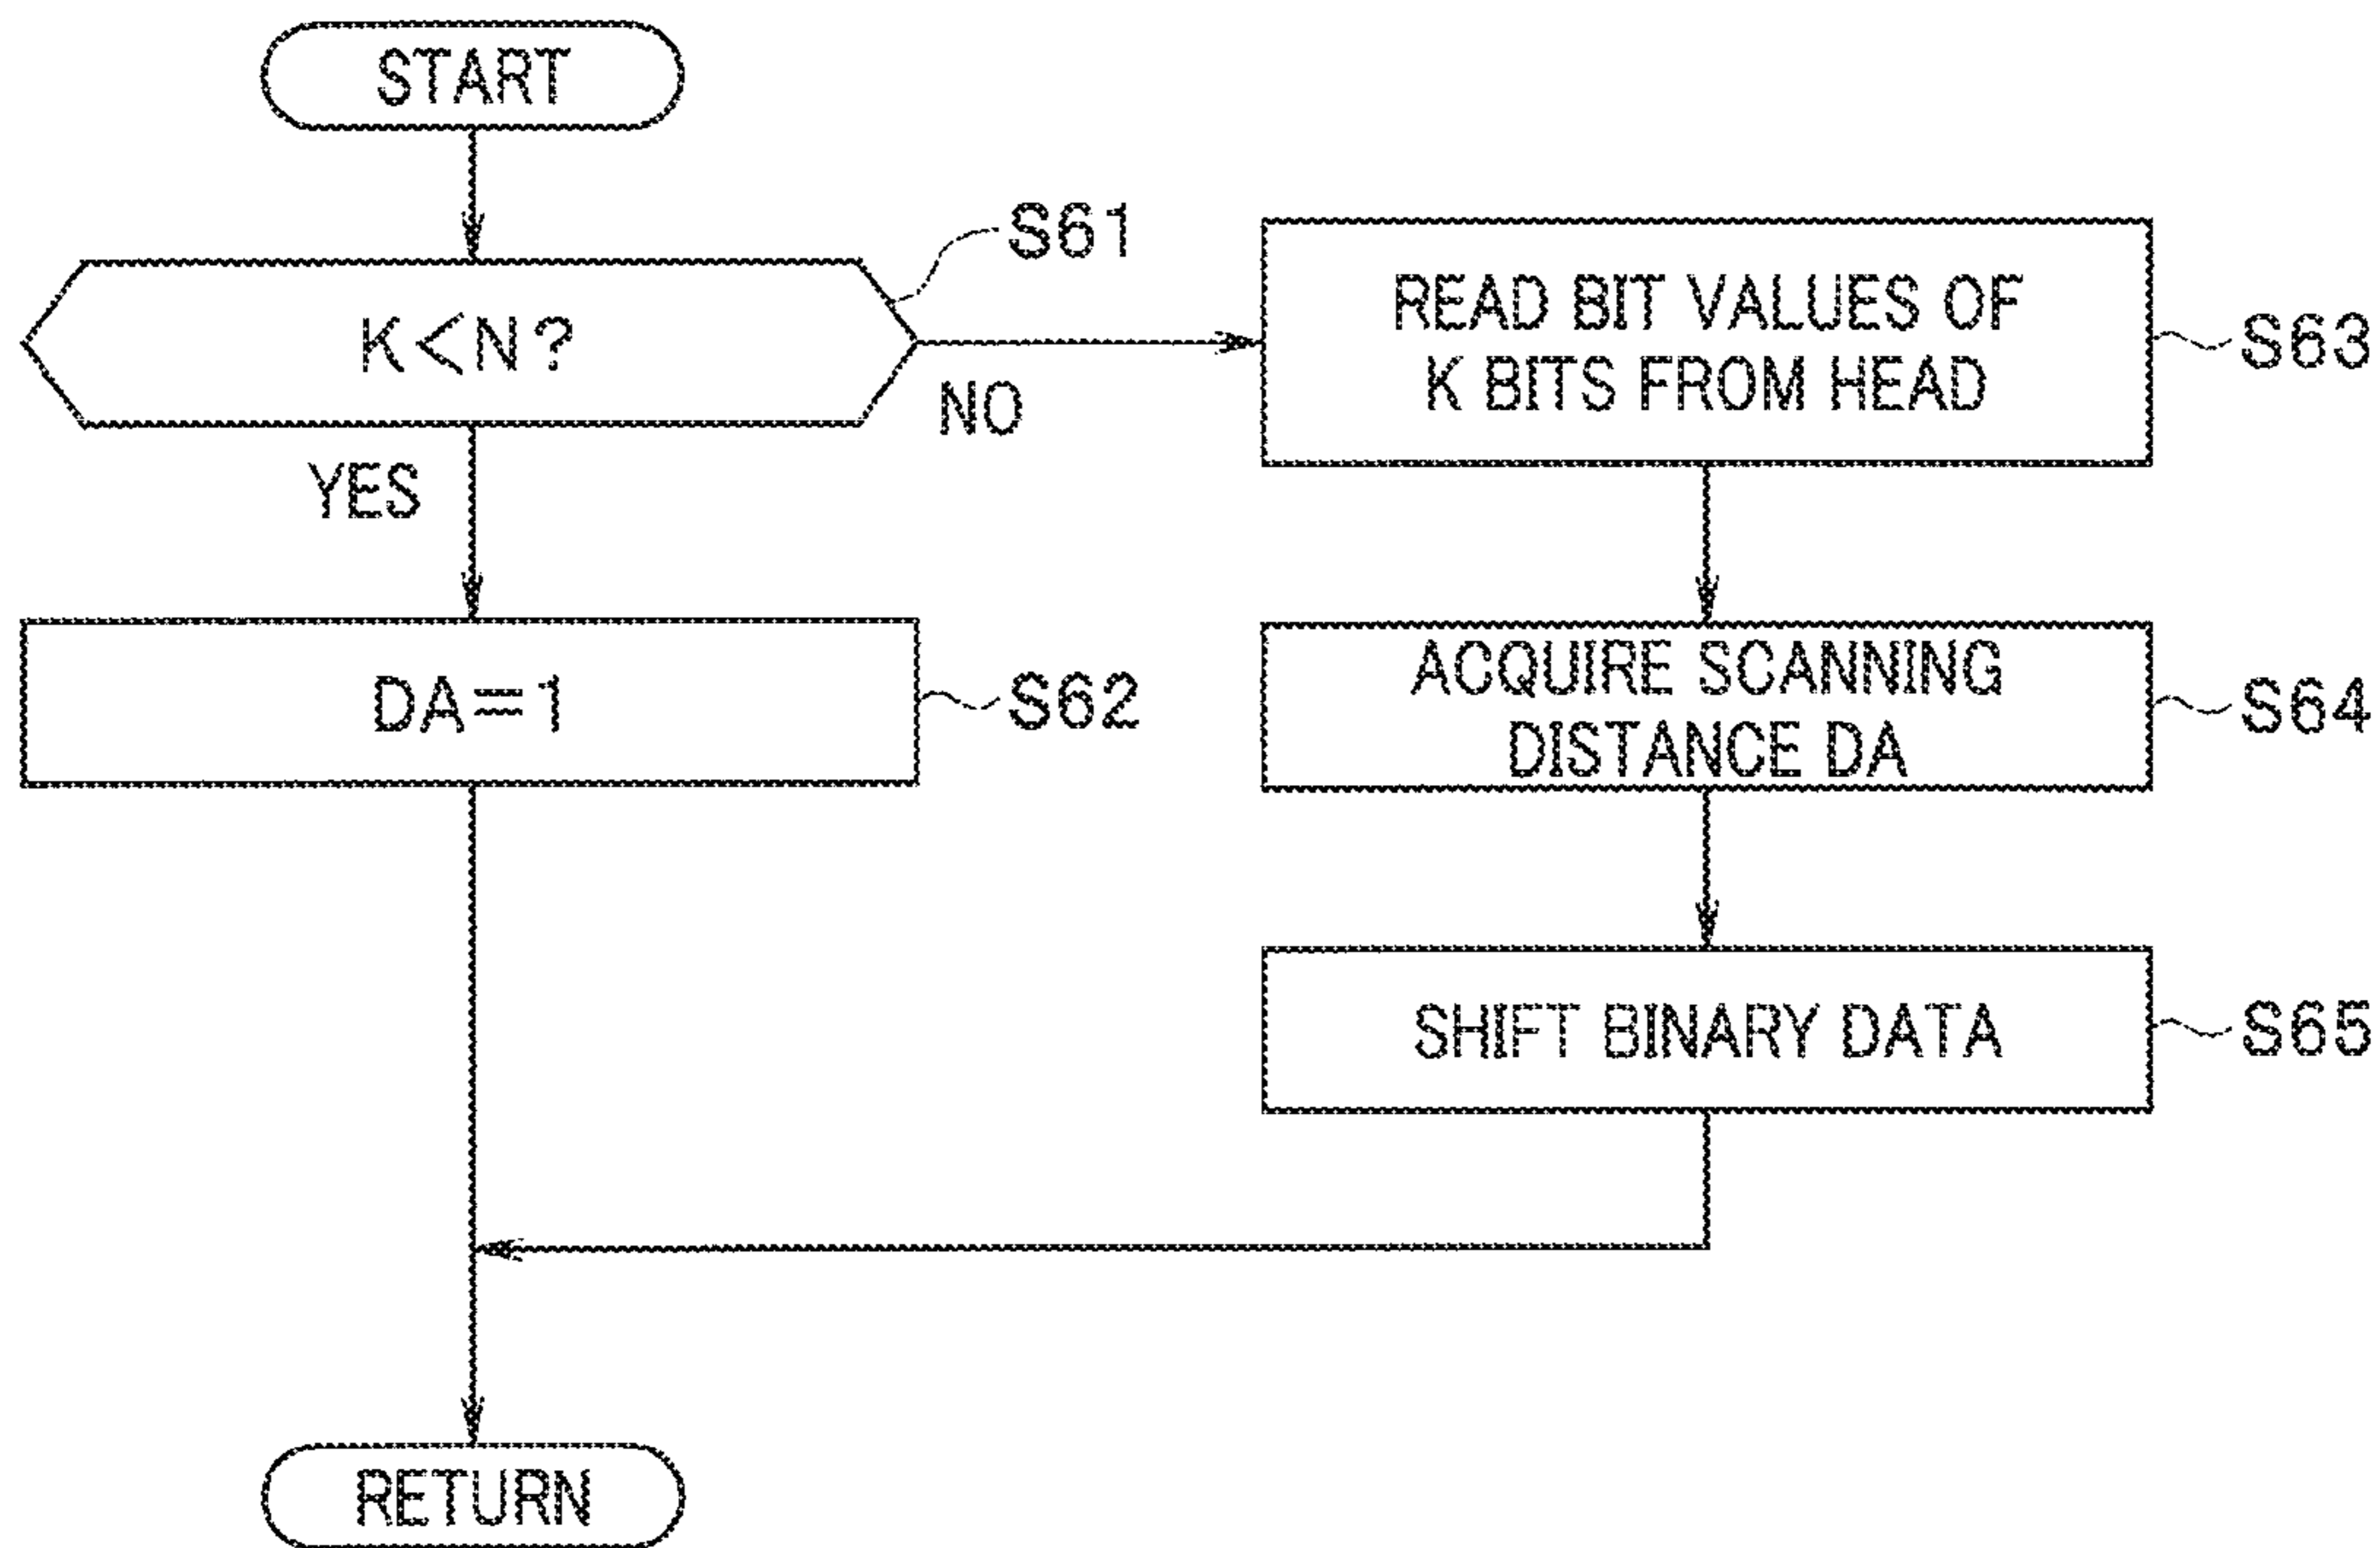 START
S61
K<N?
NO
YES
READ BIT VALUES OF
K BITS FROM HEAD
S63
DA=1
S62
ACQUIRE SCANNING
DISTANCE DA
S64
SHIFT BINARY DATA
S65
RETURN